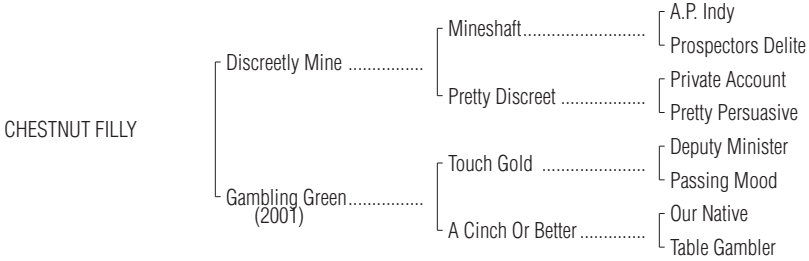 A.P. Indy
Mineshaft..........................
Prospectors Delite
Discreetly Mine ................
Private Account
Pretty Discreet ..................
Pretty Persuasive
CHESTNUT FILLY
Deputy Minister
Touch Gold ......................
Passing Mood
Gambling Green................
(2001)
Our Native
A Cinch Or Better ..............
Table Gambler